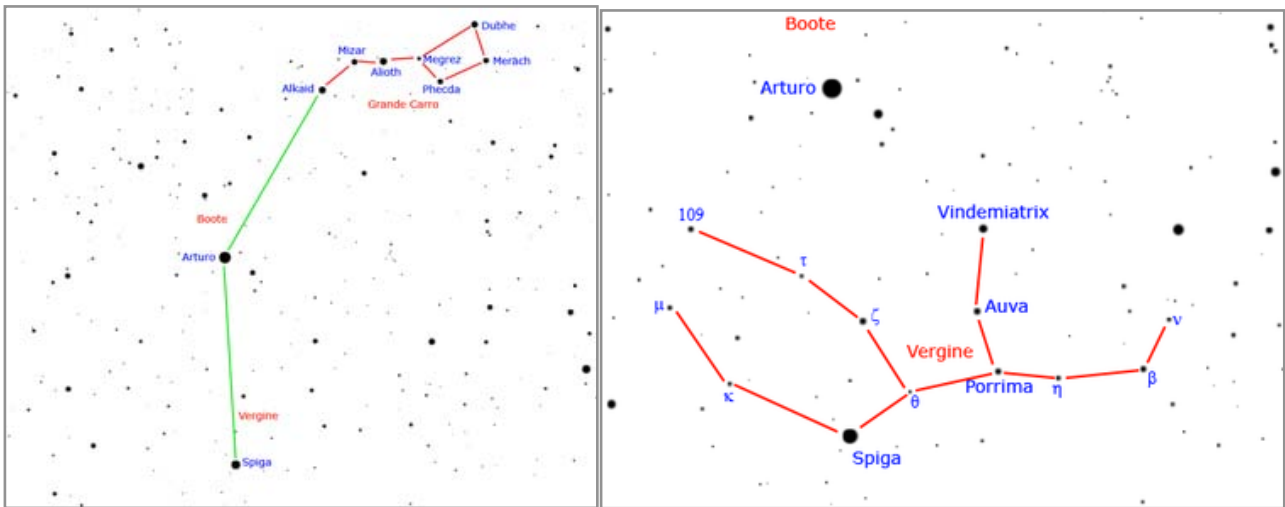 Dubhe
Mizar
Alioth
Megrez
Merach
Alkaid
Phecda
Grande Carro
Boote
Arturo
Vergine
Spiga
Boote
Arturo
109
Vindemiatrix
τ
μ
ζ
Auva
ν
Vergine
Porrima
η
β
κ
θ
Spiga